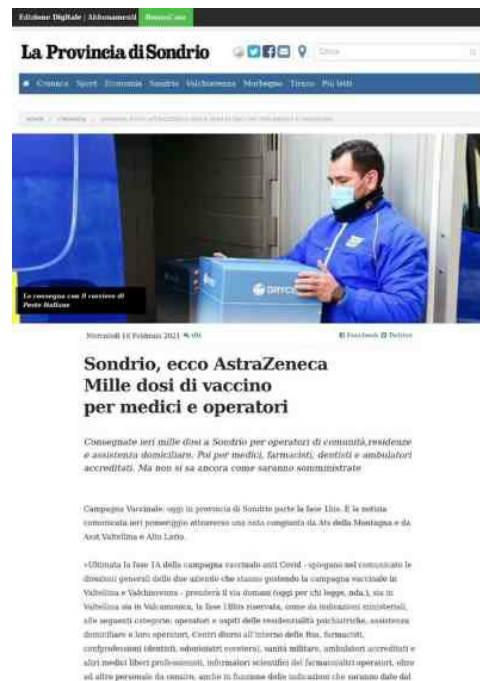 Edizione Digitale | Abbonamenti
La Provincia di Sondrio
Cerca
Cronaca Sport Economia Sondrio Valchiavenna Morbegno Tirano Più letti
HOME / CRONACA /
DRYCE
La consegna con il corriere di
Poste Italiane
Mercoledì Febbraio 2021
Facebook Twitter
Sondrio, ecco AstraZeneca
Mille dosi di vaccino
per medici e operatori
Consegnate ieri mille dosi a Sondrio per operatori di comunità,residenze
e assistenza domiciliare. Poi per medici, farmacisti, dentisti e ambulatori
accreditati. Ma non si sa ancora come saranno somministrate
Campagna Vaccinale: oggi in provincia di Sondrio parte la fase 1bis. È la notizia
comunicata ieri pomeriggio attraverso una nota congiunta da Ats della Montagna e da
Asst Valtellina e Alto Lario.
«Ultimata la fase 1A della campagna vaccinale anti Covid - spiegano nel comunicato le
direzioni generali delle due aziende che stanno gestendo la campagna vaccinale in
Valtellina e Valchiavenna - prenderà il via domani (oggi per chi legge, nda.), sia in
Valtellina sia in Valcamonica, la fase 1Bis riservata, come da indicazioni ministeriali,
alle seguenti categorie: operatori e ospiti delle residenzialità psichiatriche, assistenza
domiciliare e loro operatori, Centri diurni all'interno delle Rsa, farmacisti,
(dentisti, odontoiatri eccetera), sanità militare, ambulatori accreditati e
altri medici liberi professionisti, informatori scientifici del farmaco/altri operatori, oltre
ad altro personale da censire, anche in funzione delle indicazioni che saranno date dal